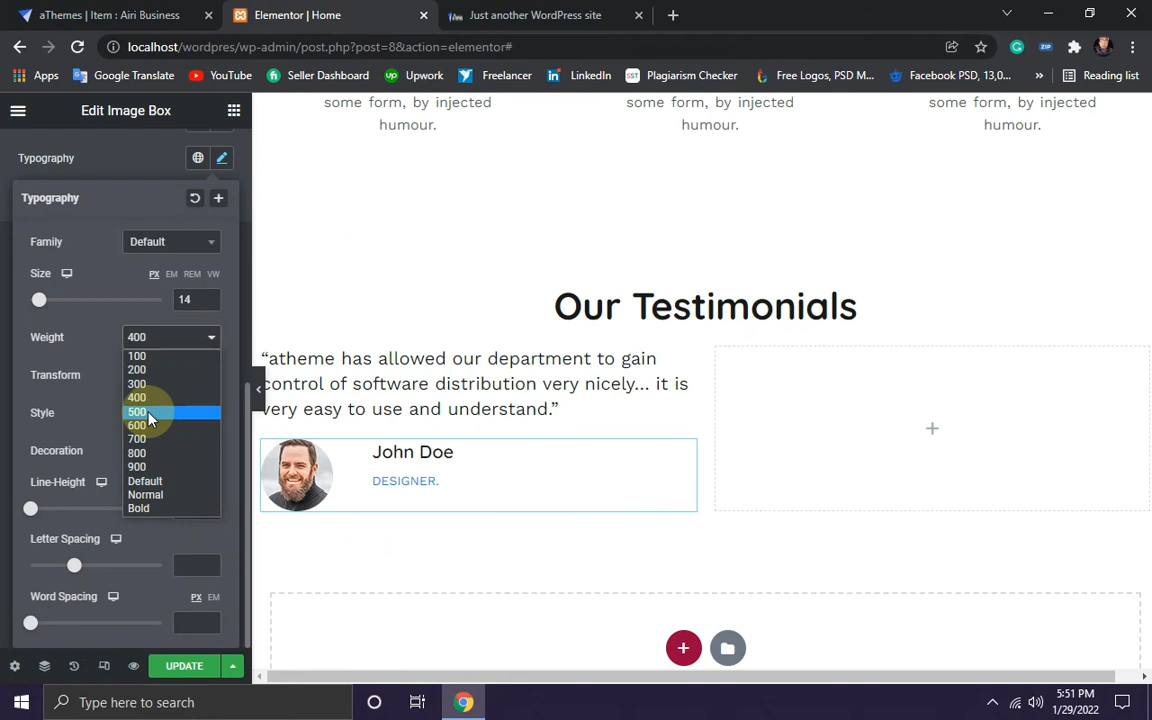 aThemes | Item : Airi Business
Elementor | Home
Just another WordPress site
localhost/wordpres/wp-admin/post.php?post=8&action=elementor#
ZIP
Apps
Google Translate
YouTube
Seller Dashboard
Upwork
Freelancer
LinkedIn
Plagiarism Checker
Free Logos, PSD M...
Facebook PSD, 13,0...
»
Reading list
Edit Image Box
Typography
Typography
Family
Default
Size
PX EM REM VW
14
Weight
400
100
200
300
400
500
600
700
800
900
Default
Normal
Bold
Transform
Style
Decoration
Line-Height
Letter Spacing
Word Spacing
PX EM
UPDATE
some form, by injected
humour.
some form, by injected
humour.
some form, by injected
humour.
Our Testimonials
“atheme has allowed our department to gain
control of software distribution very nicely... it is
very easy to use and understand.”
John Doe
DESIGNER.
Type here to search
5:51 PM
1/29/2022